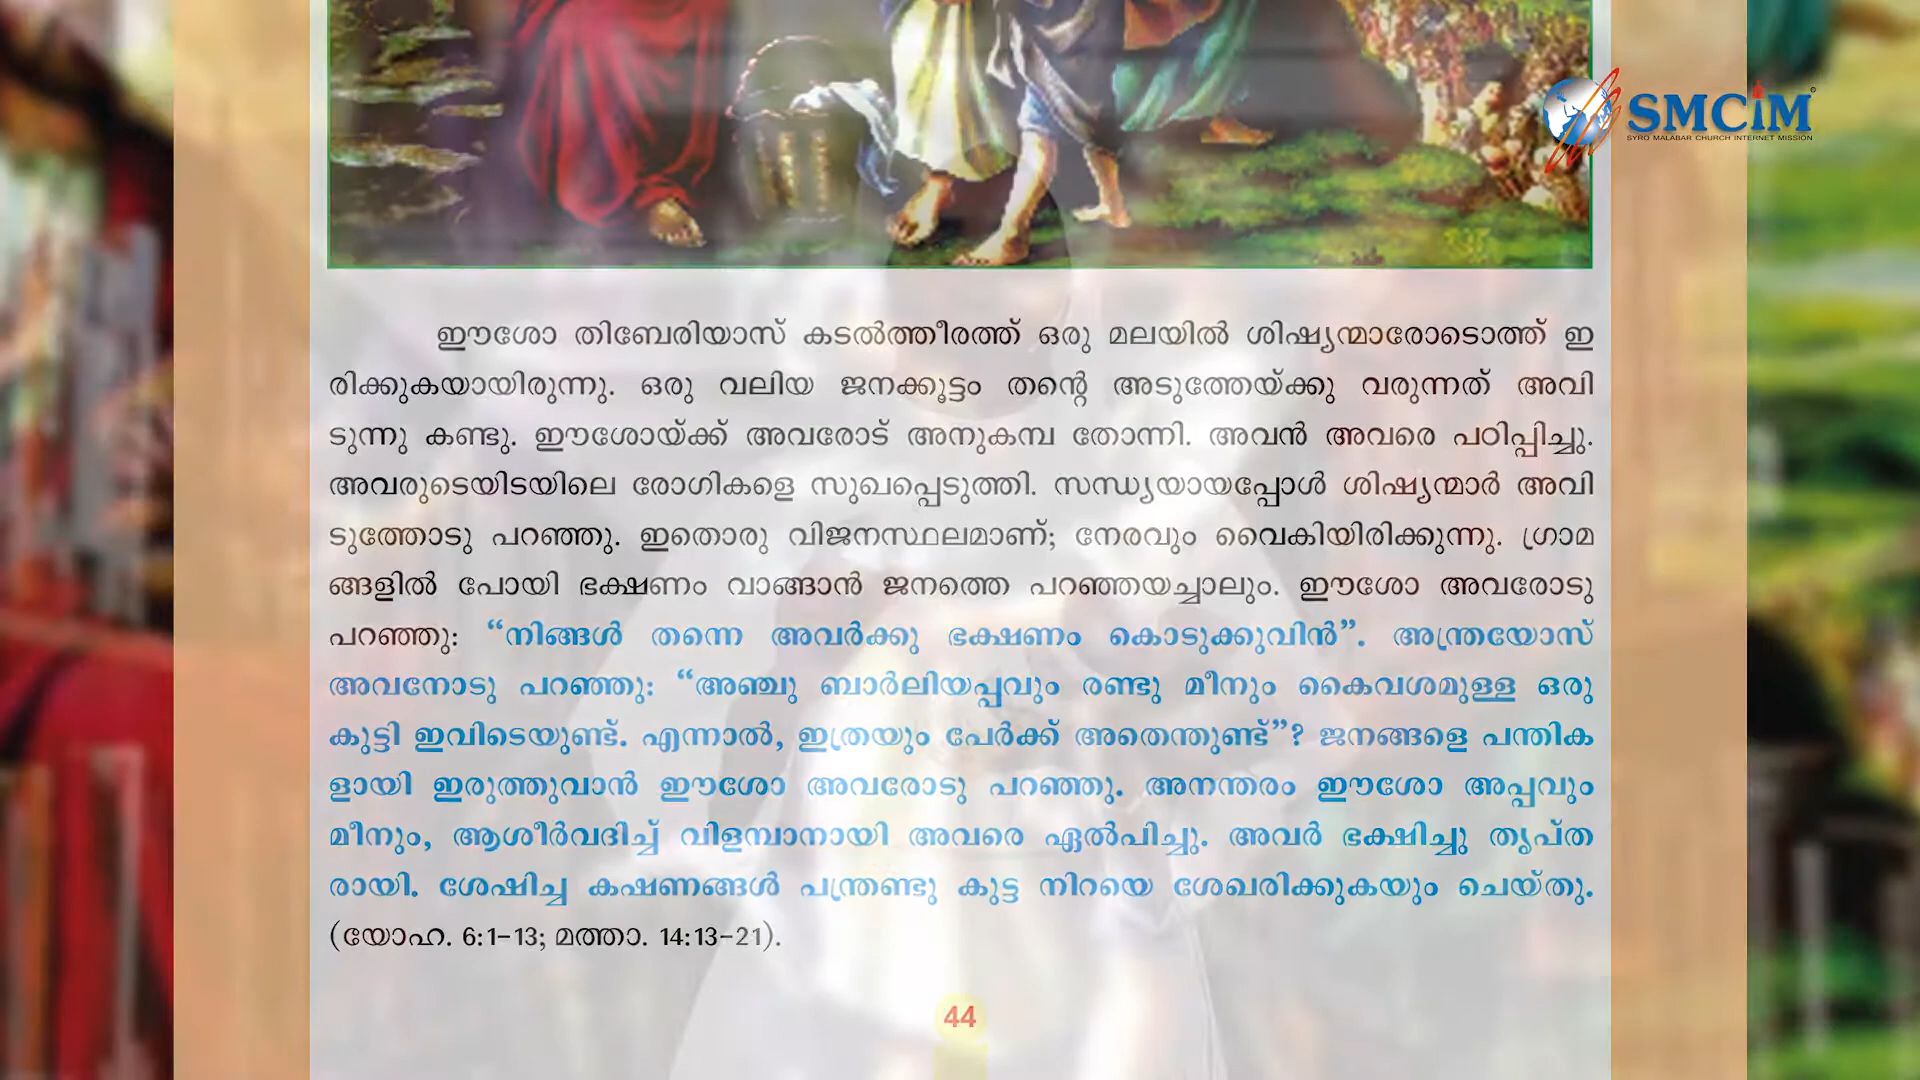 SMCIM
SYRO MALABAR CHURCH INTERNET MISSION
ഈശോ തിബേരിയാസ് കടൽത്തീരത്ത് ഒരു മലയിൽ ശിഷ്യന്മാരോടൊത്ത് ഇ
രിക്കുകയായിരുന്നു. ഒരു വലിയ ജനക്കൂട്ടം തന്റെ അടുത്തേയ്ക്കു വരുന്നത് അവി
ടുന്നു കണ്ടു. ഈശോയ്ക്ക് അവരോട് അനുകമ്പ തോന്നി. അവൻ അവരെ പഠിപ്പിച്ചു.
അവരുടെയിടയിലെ രോഗികളെ സുഖപ്പെടുത്തി. സന്ധ്യയായപ്പോൾ ശിഷ്യന്മാർ അവി
ടുത്തോടു പറഞ്ഞു. ഇതൊരു വിജനസ്ഥലമാണ്; നേരവും വൈകിയിരിക്കുന്നു. ഗ്രാമ
ങ്ങളിൽ പോയി ഭക്ഷണം വാങ്ങാൻ ജനത്തെ പറഞ്ഞയച്ചാലും. ഈശോ അവരോടു
പറഞ്ഞു: “നിങ്ങൾ തന്നെ അവർക്കു ഭക്ഷണം കൊടുക്കുവിൻ”. അന്ത്രയോസ്
അവനോടു പറഞ്ഞു: “അഞ്ചു ബാർലിയപ്പവും രണ്ടു മീനും കൈവശമുള്ള ഒരു
കുട്ടി ഇവിടെയുണ്ട്. എന്നാൽ, ഇത്രയും പേർക്ക് അതെന്തുണ്ട്”? ജനങ്ങളെ പന്തിക
ളായി ഇരുത്തുവാൻ ഈശോ അവരോടു പറഞ്ഞു. അനന്തരം ഈശോ അപ്പവും
മീനും, ആശീർവദിച്ച് വിളമ്പാനായി അവരെ ഏൽപിച്ചു. അവർ ഭക്ഷിച്ചു തൃപ്ത
രായി. ശേഷിച്ച കഷണങ്ങൾ പന്ത്രണ്ടു കുട്ട നിറയെ ശേഖരിക്കുകയും ചെയ്തു.
(യോഹ. 6:1-13; മത്താ. 14:13-21).
44